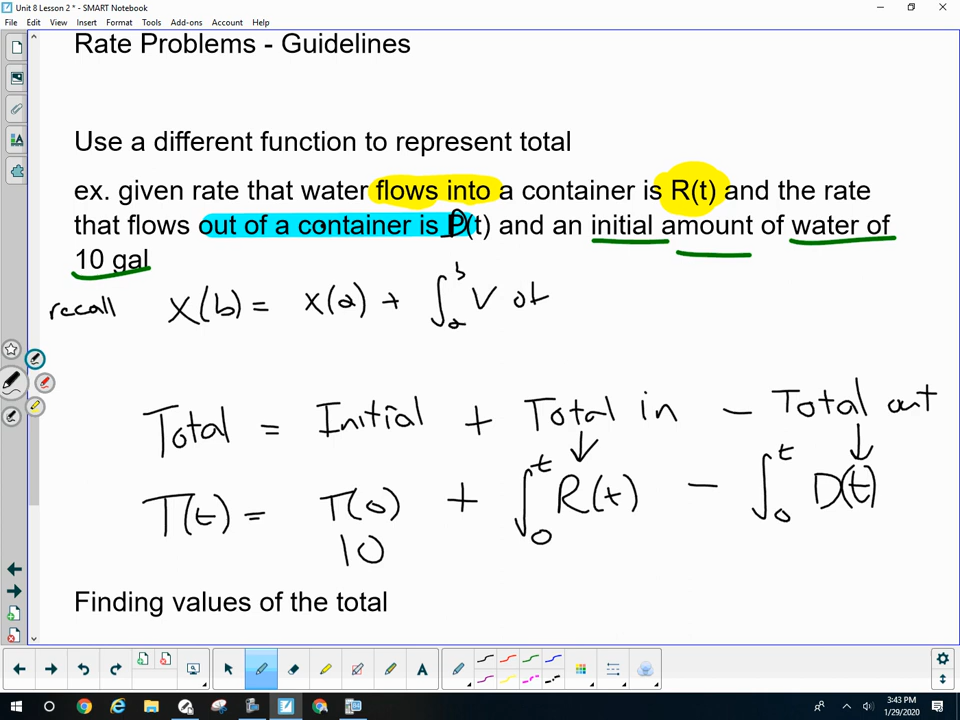 Unit 8 Lesson 2 * - SMART Notebook
File Edit View Insert Format Tools Add-ons Account Help
Rate Problems - Guidelines
Use a different function to represent total
ex. given rate that water flows into a container is R(t) and the rate
that flows out of a container is D(t) and an initial amount of water of
10 gal
recall X(b) = X(a) + ∫_a^b V dt
Total = Initial + Total in - Total out
↓ ↓
T(t) = T(0) + ∫_0^t R(t) - ∫_0^t D(t)
10
Finding values of the total
A
3:43 PM
1/29/2020